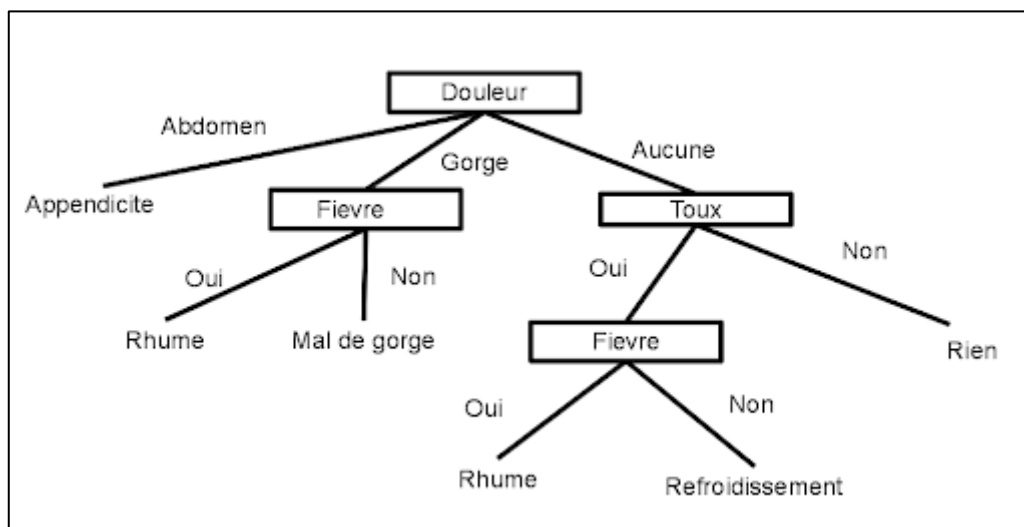 Douleur
Abdomen
Gorge
Aucune
Appendicite
Fievre
Toux
Oui
Non
Oui
Non
Rhume
Mal de gorge
Fievre
Rien
Oui
Non
Rhume
Refroidissement